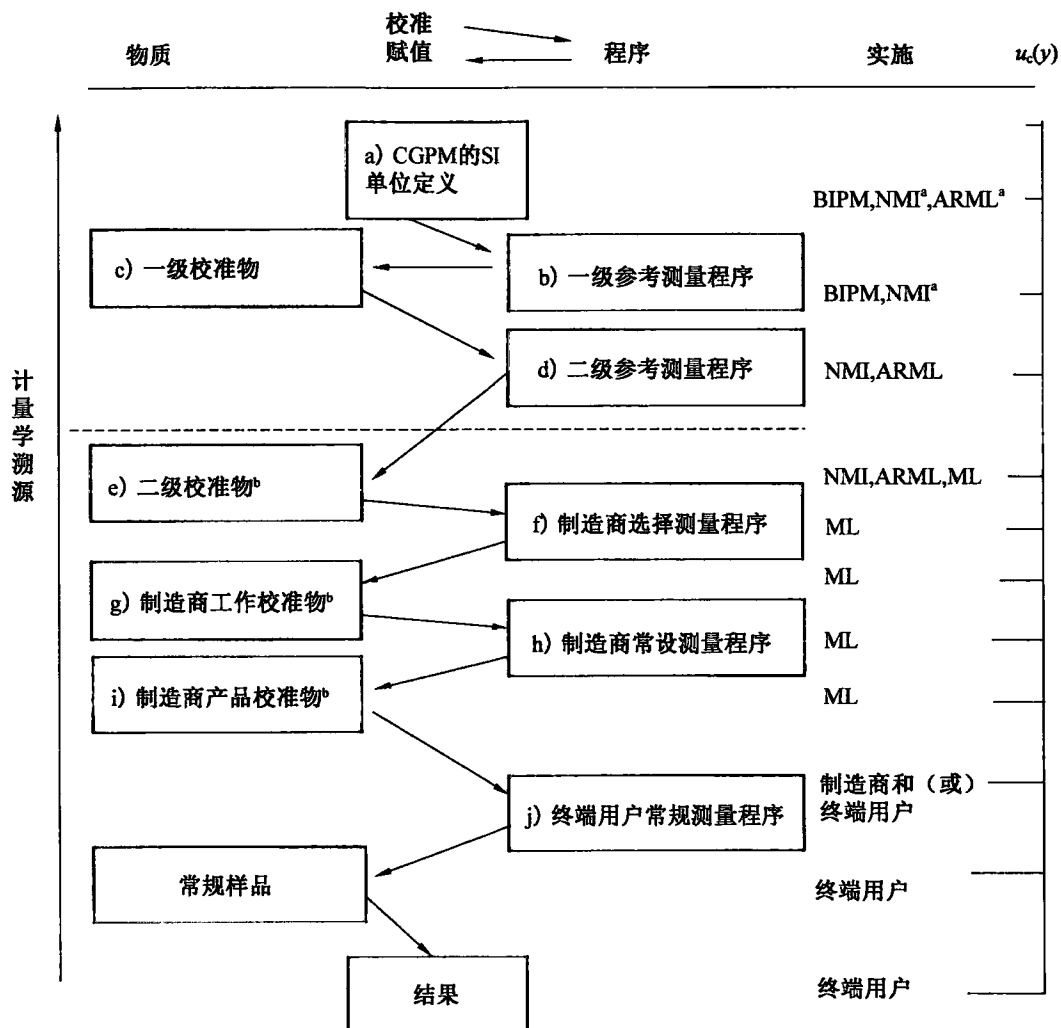 物质
校准
赋值
程序
实施
u_c(y)
a) CGPM的SI
单位定义
BIPM,NMIᵃ,ARMLᵃ
b) 一级参考测量程序
c) 一级校准物
BIPM,NMIᵃ
d) 二级参考测量程序
NMI,ARML
计量学溯源
e) 二级校准物ᵇ
NMI,ARML,ML
f) 制造商选择测量程序
ML
g) 制造商工作校准物ᵇ
ML
h) 制造商常设测量程序
ML
i) 制造商产品校准物ᵇ
ML
j) 终端用户常规测量程序
制造商和(或)
终端用户
常规样品
终端用户
结果
终端用户